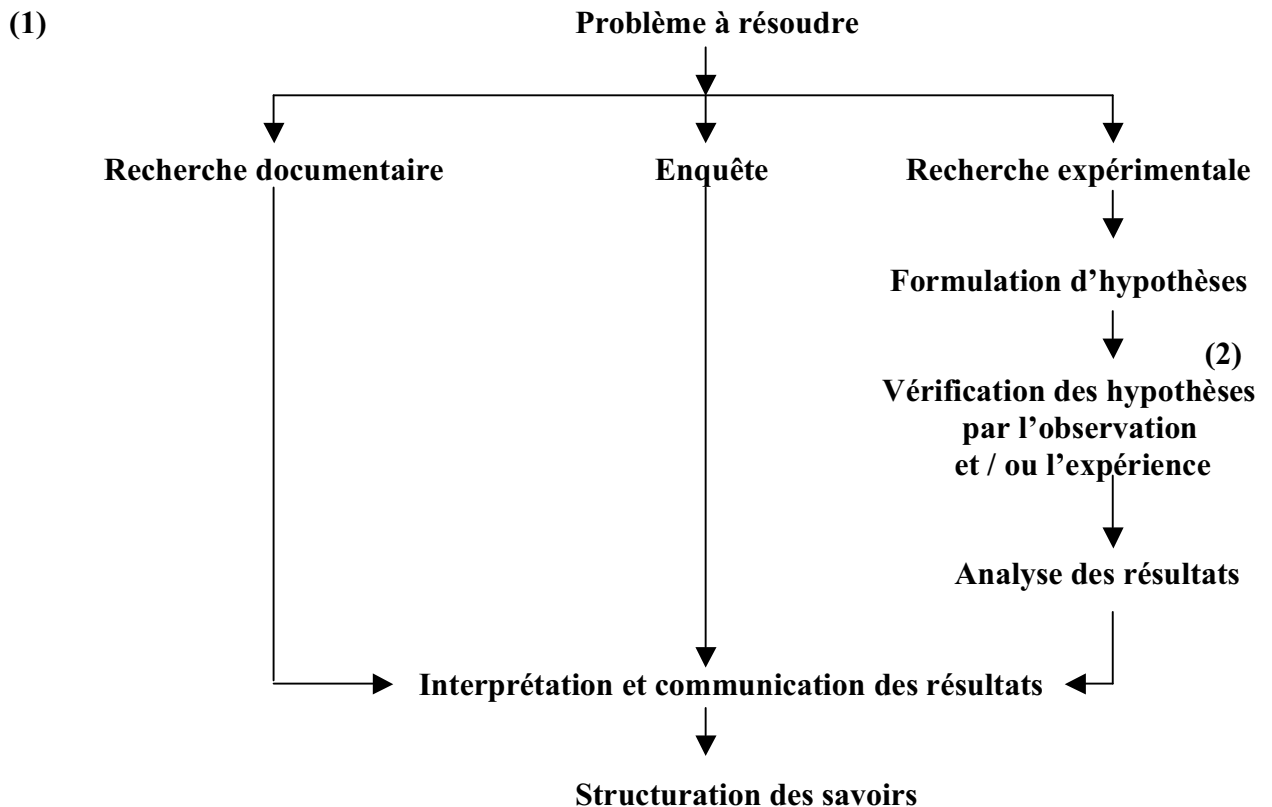 (1)
Problème à résoudre
Recherche documentaire
Enquête
Recherche expérimentale
Formulation d’hypothèses
(2)
Vérification des hypothèses
par l’observation
et / ou l’expérience
Analyse des résultats
Interprétation et communication des résultats
Structuration des savoirs